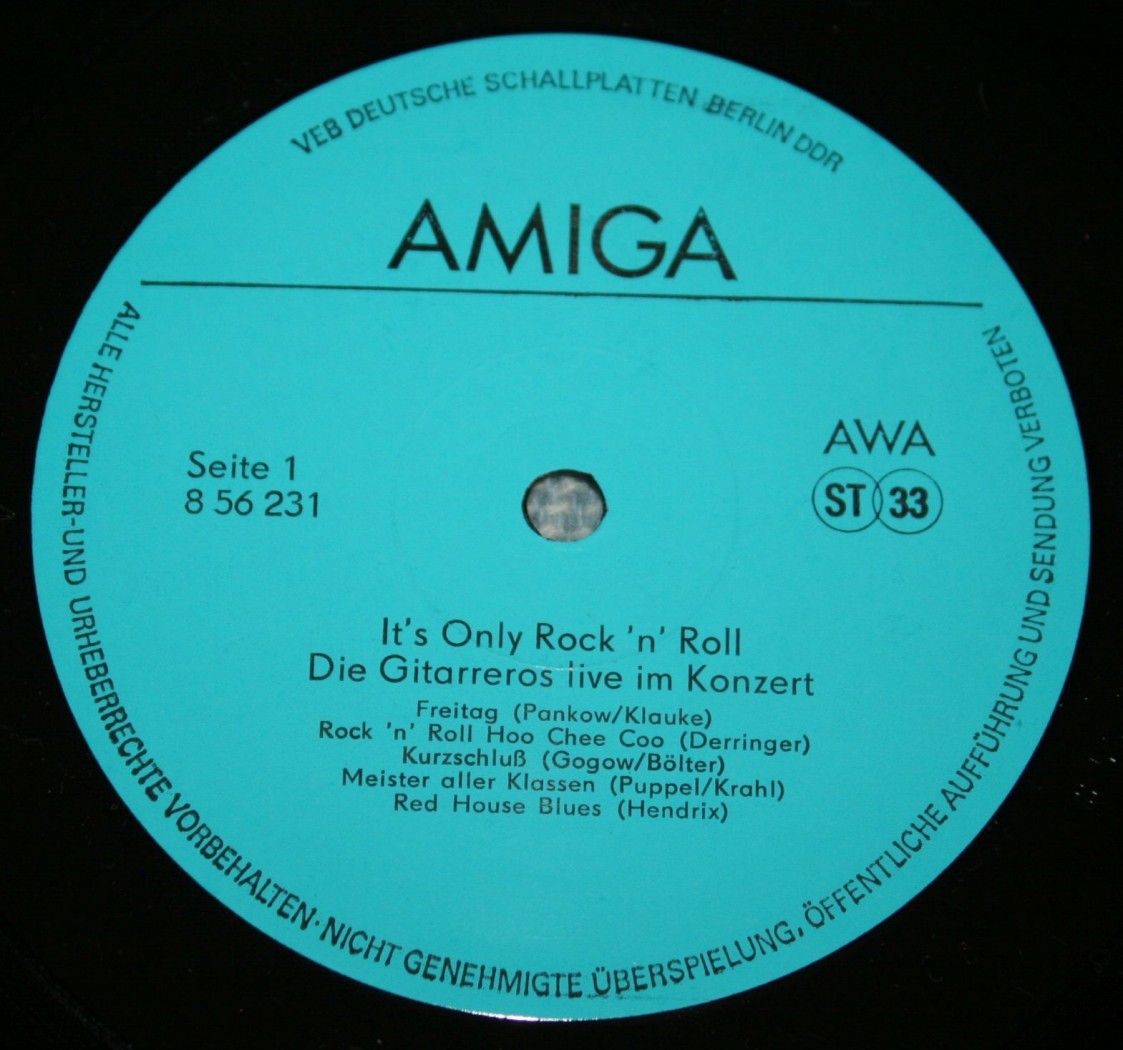 VEB DEUTSCHE SCHALLPLATTEN BERLIN DDR
AMIGA
Seite 1
8 56 231
AWA
ST 33
It's Only Rock 'n' Roll
Die Gitarreros live im Konzert
Freitag (Pankow/Klauke)
Rock 'n' Roll Hoo Chee Coo (Derringer)
Kurzschluß (Gogow/Bölter)
Meister aller Klassen (Puppel/Krahl)
Red House Blues (Hendrix)
ALLE HERSTELLER-UND URHEBERRECHTE VORBEHALTEN· NICHT GENEHMIGTE ÜBERSPIELUNG, ÖFFENTLICHE AUFFÜHRUNG UND SENDUNG VERBOTEN